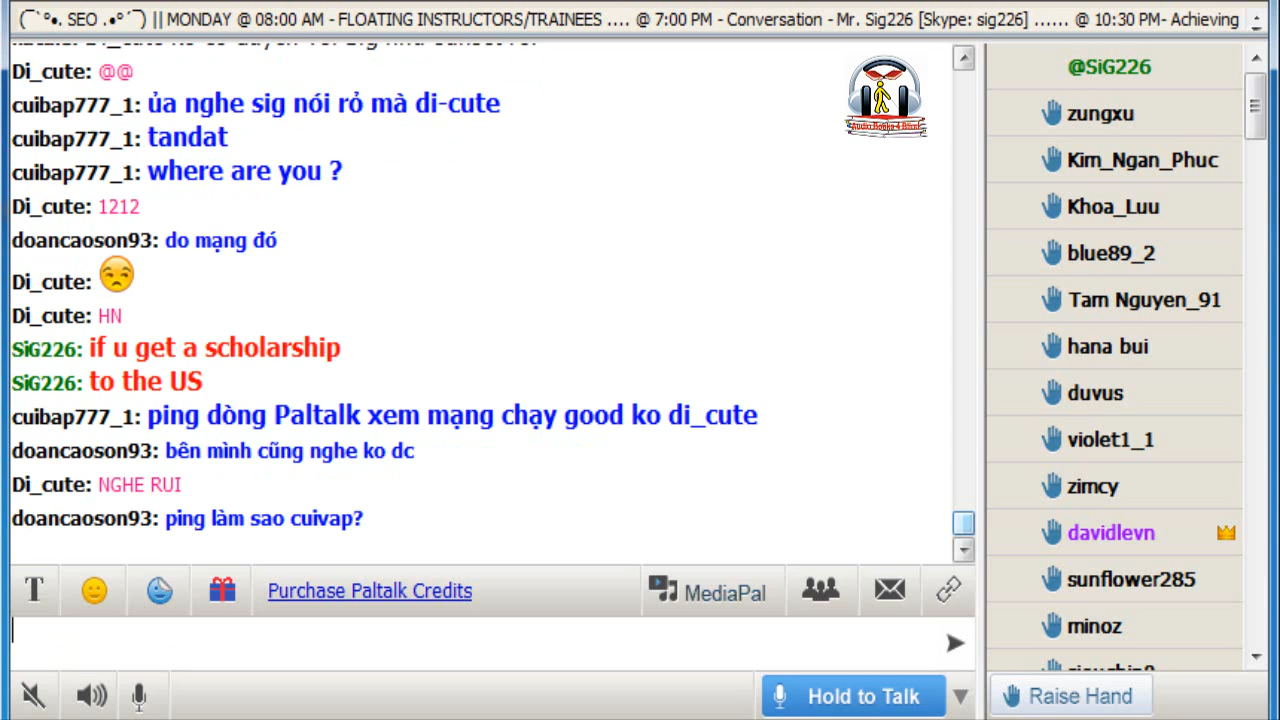 (¯`°•. SEO .•°´¯) || MONDAY @ 08:00 AM - FLOATING INSTRUCTORS/TRAINEES .... @ 7:00 PM - Conversation - Mr. Sig226 [Skype: sig226] ...... @ 10:30 PM- Achieving
Di_cute: @@
cuibap777_1: ủa nghe sig nói rỏ mà di-cute
cuibap777_1: tandat
cuibap777_1: where are you ?
Di_cute: 1212
doancaoson93: do mạng đó
Di_cute:
Di_cute: HN
SiG226: if u get a scholarship
SiG226: to the US
cuibap777_1: ping dòng Paltalk xem mạng chạy good ko di_cute
doancaoson93: bên mình cũng nghe ko dc
Di_cute: NGHE RUI
doancaoson93: ping làm sao cuivap?
Audio Books 4 Blind
T
Purchase Paltalk Credits
MediaPal
Hold to Talk
@SiG226
zungxu
Kim_Ngan_Phuc
Khoa_Luu
blue89_2
Tam Nguyen_91
hana bui
duvus
violet1_1
zimcy
davidlevn
sunflower285
minoz
Raise Hand